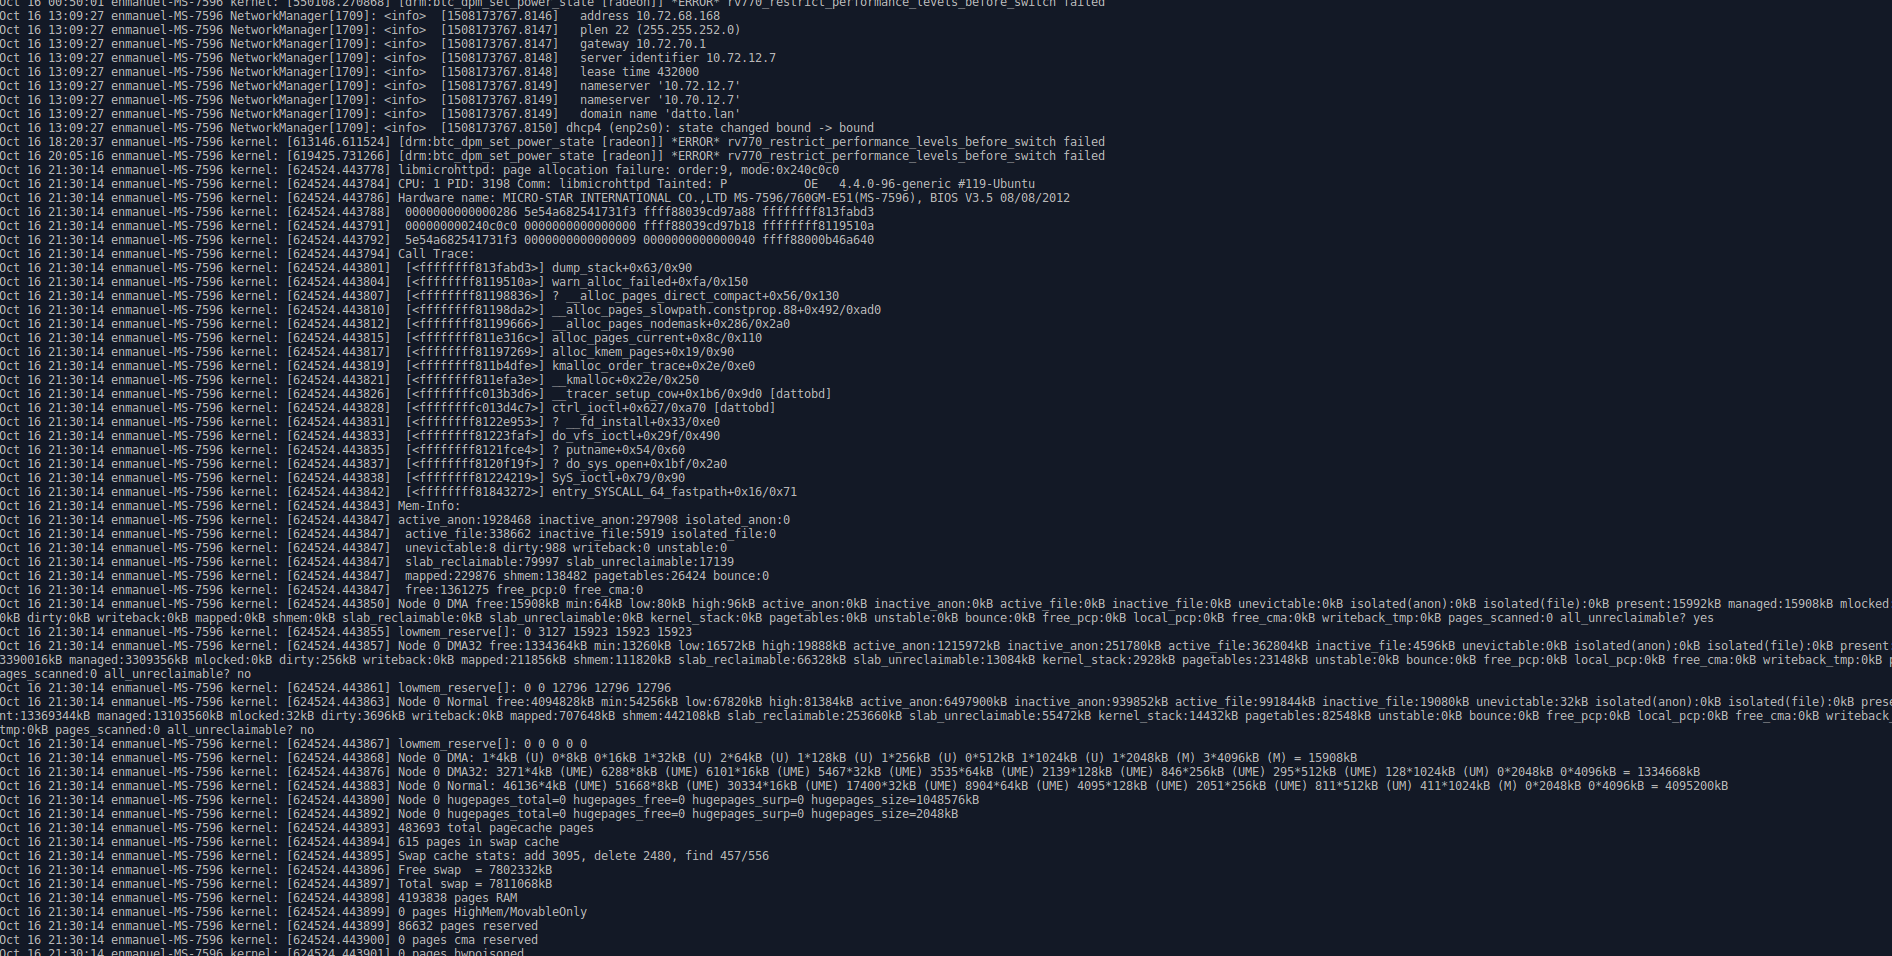 Oct 16 00:50:01 enmanuel-MS-7596 kernel: [550108.270868] [drm:btc_dpm_set_power_state [radeon]] *ERROR* rv770_restrict_performance_levels_before_switch failed
Oct 16 13:09:27 enmanuel-MS-7596 NetworkManager[1709]: <info>  [1508173767.8146]   address 10.72.68.168
Oct 16 13:09:27 enmanuel-MS-7596 NetworkManager[1709]: <info>  [1508173767.8147]   plen 22 (255.255.252.0)
Oct 16 13:09:27 enmanuel-MS-7596 NetworkManager[1709]: <info>  [1508173767.8147]   gateway 10.72.70.1
Oct 16 13:09:27 enmanuel-MS-7596 NetworkManager[1709]: <info>  [1508173767.8148]   server identifier 10.72.12.7
Oct 16 13:09:27 enmanuel-MS-7596 NetworkManager[1709]: <info>  [1508173767.8148]   lease time 432000
Oct 16 13:09:27 enmanuel-MS-7596 NetworkManager[1709]: <info>  [1508173767.8149]   nameserver '10.72.12.7'
Oct 16 13:09:27 enmanuel-MS-7596 NetworkManager[1709]: <info>  [1508173767.8149]   nameserver '10.70.12.7'
Oct 16 13:09:27 enmanuel-MS-7596 NetworkManager[1709]: <info>  [1508173767.8149]   domain name 'datto.lan'
Oct 16 13:09:27 enmanuel-MS-7596 NetworkManager[1709]: <info>  [1508173767.8150] dhcp4 (enp2s0): state changed bound -> bound
Oct 16 18:20:37 enmanuel-MS-7596 kernel: [613146.611524] [drm:btc_dpm_set_power_state [radeon]] *ERROR* rv770_restrict_performance_levels_before_switch failed
Oct 16 20:05:16 enmanuel-MS-7596 kernel: [619425.731266] [drm:btc_dpm_set_power_state [radeon]] *ERROR* rv770_restrict_performance_levels_before_switch failed
Oct 16 21:30:14 enmanuel-MS-7596 kernel: [624524.443778] libmicrohttpd: page allocation failure: order:9, mode:0x240c0c0
Oct 16 21:30:14 enmanuel-MS-7596 kernel: [624524.443784] CPU: 1 PID: 3198 Comm: libmicrohttpd Tainted: P           OE   4.4.0-96-generic #119-Ubuntu
Oct 16 21:30:14 enmanuel-MS-7596 kernel: [624524.443786] Hardware name: MICRO-STAR INTERNATIONAL CO.,LTD MS-7596/760GM-E51(MS-7596), BIOS V3.5 08/08/2012
Oct 16 21:30:14 enmanuel-MS-7596 kernel: [624524.443788]  0000000000000286 5e54a682541731f3 ffff88039cd97a88 ffffffff813fabd3
Oct 16 21:30:14 enmanuel-MS-7596 kernel: [624524.443791]  000000000240c0c0 0000000000000000 ffff88039cd97b18 ffffffff8119510a
Oct 16 21:30:14 enmanuel-MS-7596 kernel: [624524.443792]  5e54a682541731f3 0000000000000009 0000000000000040 ffff88000b46a640
Oct 16 21:30:14 enmanuel-MS-7596 kernel: [624524.443794] Call Trace:
Oct 16 21:30:14 enmanuel-MS-7596 kernel: [624524.443801]  [<ffffffff813fabd3>] dump_stack+0x63/0x90
Oct 16 21:30:14 enmanuel-MS-7596 kernel: [624524.443804]  [<ffffffff8119510a>] warn_alloc_failed+0xfa/0x150
Oct 16 21:30:14 enmanuel-MS-7596 kernel: [624524.443807]  [<ffffffff81198836>] ? __alloc_pages_direct_compact+0x56/0x130
Oct 16 21:30:14 enmanuel-MS-7596 kernel: [624524.443810]  [<ffffffff81198da2>] __alloc_pages_slowpath.constprop.88+0x492/0xad0
Oct 16 21:30:14 enmanuel-MS-7596 kernel: [624524.443812]  [<ffffffff81199666>] __alloc_pages_nodemask+0x286/0x2a0
Oct 16 21:30:14 enmanuel-MS-7596 kernel: [624524.443815]  [<ffffffff811e316c>] alloc_pages_current+0x8c/0x110
Oct 16 21:30:14 enmanuel-MS-7596 kernel: [624524.443817]  [<ffffffff81197269>] alloc_kmem_pages+0x19/0x90
Oct 16 21:30:14 enmanuel-MS-7596 kernel: [624524.443819]  [<ffffffff811b4dfe>] kmalloc_order_trace+0x2e/0xe0
Oct 16 21:30:14 enmanuel-MS-7596 kernel: [624524.443821]  [<ffffffff811efa3e>] __kmalloc+0x22e/0x250
Oct 16 21:30:14 enmanuel-MS-7596 kernel: [624524.443826]  [<ffffffffc013b3d6>] __tracer_setup_cow+0x1b6/0x9d0 [dattobd]
Oct 16 21:30:14 enmanuel-MS-7596 kernel: [624524.443828]  [<ffffffffc013d4c7>] ctrl_ioctl+0x627/0xa70 [dattobd]
Oct 16 21:30:14 enmanuel-MS-7596 kernel: [624524.443831]  [<ffffffff8122e953>] ? __fd_install+0x33/0xe0
Oct 16 21:30:14 enmanuel-MS-7596 kernel: [624524.443833]  [<ffffffff81223faf>] do_vfs_ioctl+0x29f/0x490
Oct 16 21:30:14 enmanuel-MS-7596 kernel: [624524.443835]  [<ffffffff8121fce4>] ? putname+0x54/0x60
Oct 16 21:30:14 enmanuel-MS-7596 kernel: [624524.443837]  [<ffffffff8120f19f>] ? do_sys_open+0x1bf/0x2a0
Oct 16 21:30:14 enmanuel-MS-7596 kernel: [624524.443838]  [<ffffffff81224219>] SyS_ioctl+0x79/0x90
Oct 16 21:30:14 enmanuel-MS-7596 kernel: [624524.443842]  [<ffffffff81843272>] entry_SYSCALL_64_fastpath+0x16/0x71
Oct 16 21:30:14 enmanuel-MS-7596 kernel: [624524.443843] Mem-Info:
Oct 16 21:30:14 enmanuel-MS-7596 kernel: [624524.443847] active_anon:1928468 inactive_anon:297908 isolated_anon:0
Oct 16 21:30:14 enmanuel-MS-7596 kernel: [624524.443847]  active_file:338662 inactive_file:5919 isolated_file:0
Oct 16 21:30:14 enmanuel-MS-7596 kernel: [624524.443847]  unevictable:8 dirty:988 writeback:0 unstable:0
Oct 16 21:30:14 enmanuel-MS-7596 kernel: [624524.443847]  slab_reclaimable:79997 slab_unreclaimable:17139
Oct 16 21:30:14 enmanuel-MS-7596 kernel: [624524.443847]  mapped:229876 shmem:138482 pagetables:26424 bounce:0
Oct 16 21:30:14 enmanuel-MS-7596 kernel: [624524.443847]  free:1361275 free_pcp:0 free_cma:0
Oct 16 21:30:14 enmanuel-MS-7596 kernel: [624524.443850] Node 0 DMA free:15908kB min:64kB low:80kB high:96kB active_anon:0kB inactive_anon:0kB active_file:0kB inactive_file:0kB unevictable:0kB isolated(anon):0kB isolated(file):0kB present:15992kB managed:15908kB mlocked:
0kB dirty:0kB writeback:0kB mapped:0kB shmem:0kB slab_reclaimable:0kB slab_unreclaimable:0kB kernel_stack:0kB pagetables:0kB unstable:0kB bounce:0kB free_pcp:0kB local_pcp:0kB free_cma:0kB writeback_tmp:0kB pages_scanned:0 all_unreclaimable? yes
Oct 16 21:30:14 enmanuel-MS-7596 kernel: [624524.443855] lowmem_reserve[]: 0 3127 15923 15923 15923
Oct 16 21:30:14 enmanuel-MS-7596 kernel: [624524.443857] Node 0 DMA32 free:1334364kB min:13260kB low:16572kB high:19888kB active_anon:1215972kB inactive_anon:251780kB active_file:362804kB inactive_file:4596kB unevictable:0kB isolated(anon):0kB isolated(file):0kB present:
3390016kB managed:3309356kB mlocked:0kB dirty:256kB writeback:0kB mapped:211856kB shmem:111820kB slab_reclaimable:66328kB slab_unreclaimable:13084kB kernel_stack:2928kB pagetables:23148kB unstable:0kB bounce:0kB free_pcp:0kB local_pcp:0kB free_cma:0kB writeback_tmp:0kB p
ages_scanned:0 all_unreclaimable? no
Oct 16 21:30:14 enmanuel-MS-7596 kernel: [624524.443861] lowmem_reserve[]: 0 0 12796 12796 12796
Oct 16 21:30:14 enmanuel-MS-7596 kernel: [624524.443863] Node 0 Normal free:4094828kB min:54256kB low:67820kB high:81384kB active_anon:6497900kB inactive_anon:939852kB active_file:991844kB inactive_file:19080kB unevictable:32kB isolated(anon):0kB isolated(file):0kB prese
nt:13369344kB managed:13103560kB mlocked:32kB dirty:3696kB writeback:0kB mapped:707648kB shmem:442108kB slab_reclaimable:253660kB slab_unreclaimable:55472kB kernel_stack:14432kB pagetables:82548kB unstable:0kB bounce:0kB free_pcp:0kB local_pcp:0kB free_cma:0kB writeback_
tmp:0kB pages_scanned:0 all_unreclaimable? no
Oct 16 21:30:14 enmanuel-MS-7596 kernel: [624524.443867] lowmem_reserve[]: 0 0 0 0 0
Oct 16 21:30:14 enmanuel-MS-7596 kernel: [624524.443868] Node 0 DMA: 1*4kB (U) 0*8kB 0*16kB 1*32kB (U) 2*64kB (U) 1*128kB (U) 1*256kB (U) 0*512kB 1*1024kB (U) 1*2048kB (M) 3*4096kB (M) = 15908kB
Oct 16 21:30:14 enmanuel-MS-7596 kernel: [624524.443876] Node 0 DMA32: 3271*4kB (UME) 6288*8kB (UME) 6101*16kB (UME) 5467*32kB (UME) 3535*64kB (UME) 2139*128kB (UME) 846*256kB (UME) 295*512kB (UME) 128*1024kB (UM) 0*2048kB 0*4096kB = 1334668kB
Oct 16 21:30:14 enmanuel-MS-7596 kernel: [624524.443883] Node 0 Normal: 46136*4kB (UME) 51668*8kB (UME) 30334*16kB (UME) 17400*32kB (UME) 8904*64kB (UME) 4095*128kB (UME) 2051*256kB (UME) 811*512kB (UM) 411*1024kB (M) 0*2048kB 0*4096kB = 4095200kB
Oct 16 21:30:14 enmanuel-MS-7596 kernel: [624524.443890] Node 0 hugepages_total=0 hugepages_free=0 hugepages_surp=0 hugepages_size=1048576kB
Oct 16 21:30:14 enmanuel-MS-7596 kernel: [624524.443892] Node 0 hugepages_total=0 hugepages_free=0 hugepages_surp=0 hugepages_size=2048kB
Oct 16 21:30:14 enmanuel-MS-7596 kernel: [624524.443893] 483693 total pagecache pages
Oct 16 21:30:14 enmanuel-MS-7596 kernel: [624524.443894] 615 pages in swap cache
Oct 16 21:30:14 enmanuel-MS-7596 kernel: [624524.443895] Swap cache stats: add 3095, delete 2480, find 457/556
Oct 16 21:30:14 enmanuel-MS-7596 kernel: [624524.443896] Free swap  = 7802332kB
Oct 16 21:30:14 enmanuel-MS-7596 kernel: [624524.443897] Total swap = 7811068kB
Oct 16 21:30:14 enmanuel-MS-7596 kernel: [624524.443898] 4193838 pages RAM
Oct 16 21:30:14 enmanuel-MS-7596 kernel: [624524.443899] 0 pages HighMem/MovableOnly
Oct 16 21:30:14 enmanuel-MS-7596 kernel: [624524.443899] 86632 pages reserved
Oct 16 21:30:14 enmanuel-MS-7596 kernel: [624524.443900] 0 pages cma reserved
Oct 16 21:30:14 enmanuel-MS-7596 kernel: [624524.443901] 0 pages hwpoisoned